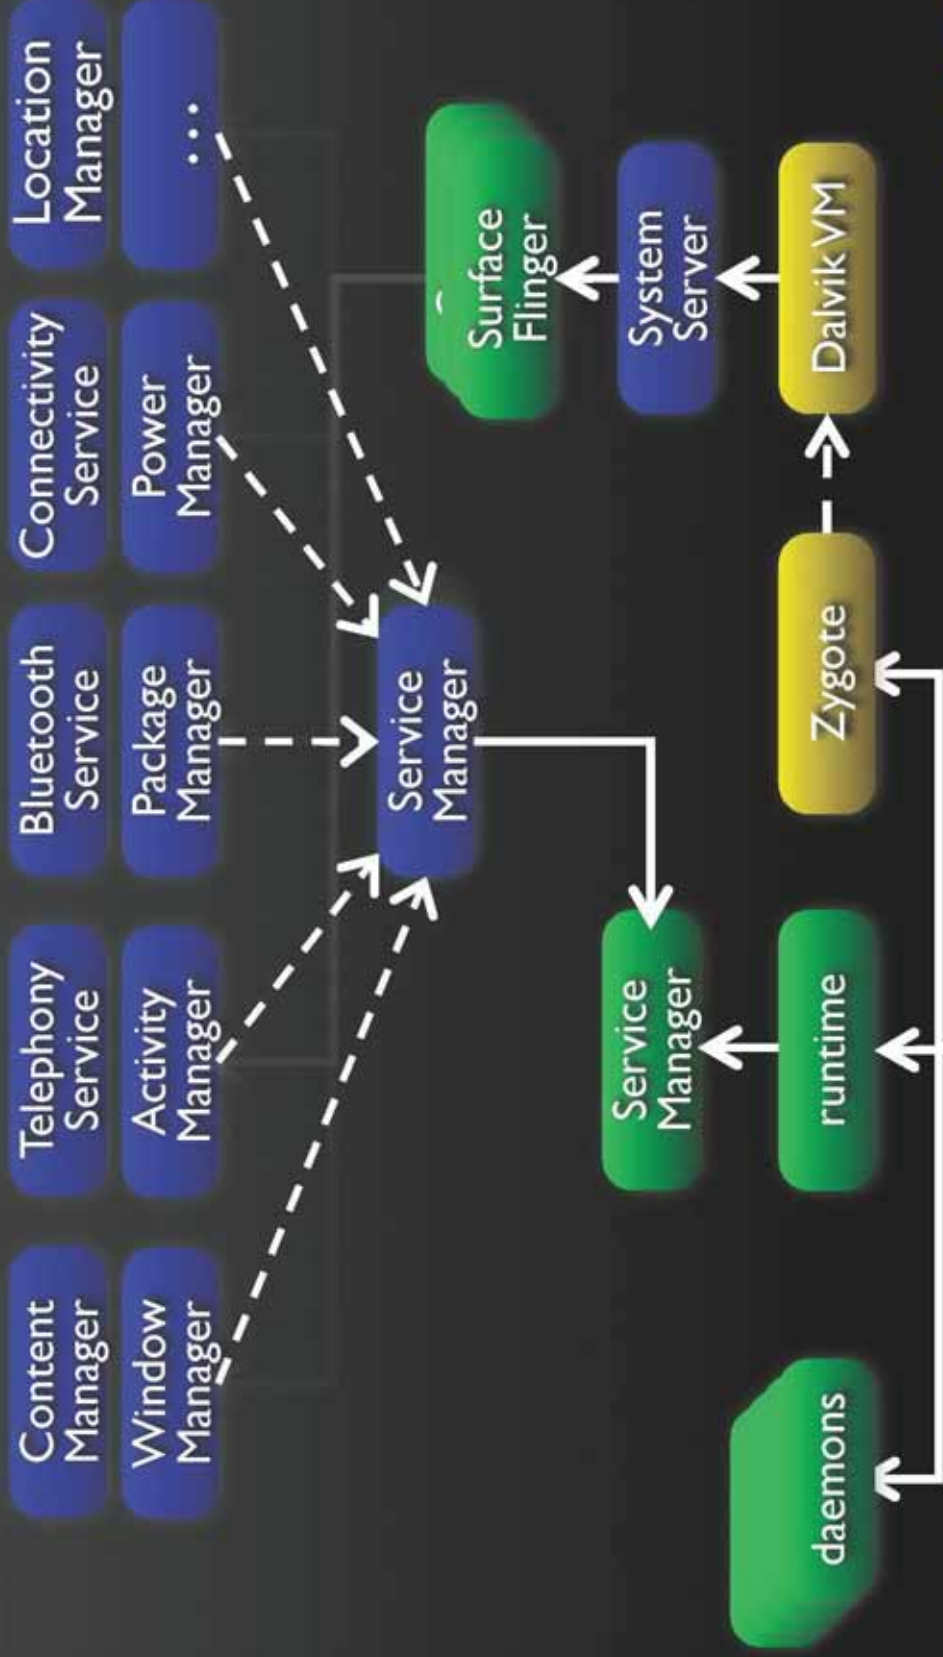 Content
Manager
Telephony
Service
Bluetooth
Service
Connectivity
Service
Location
Manager
Window
Manager
Activity
Manager
Package
Manager
Power
Manager
...
Service
Manager
Surface
Flinger
Service
Manager
System
Server
daemons
runtime
Zygote
Dalvik VM